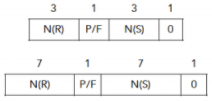 3 1 3 1
N(R) P/F N(S) 0
7 1 7 1
N(R) P/F N(S) 0